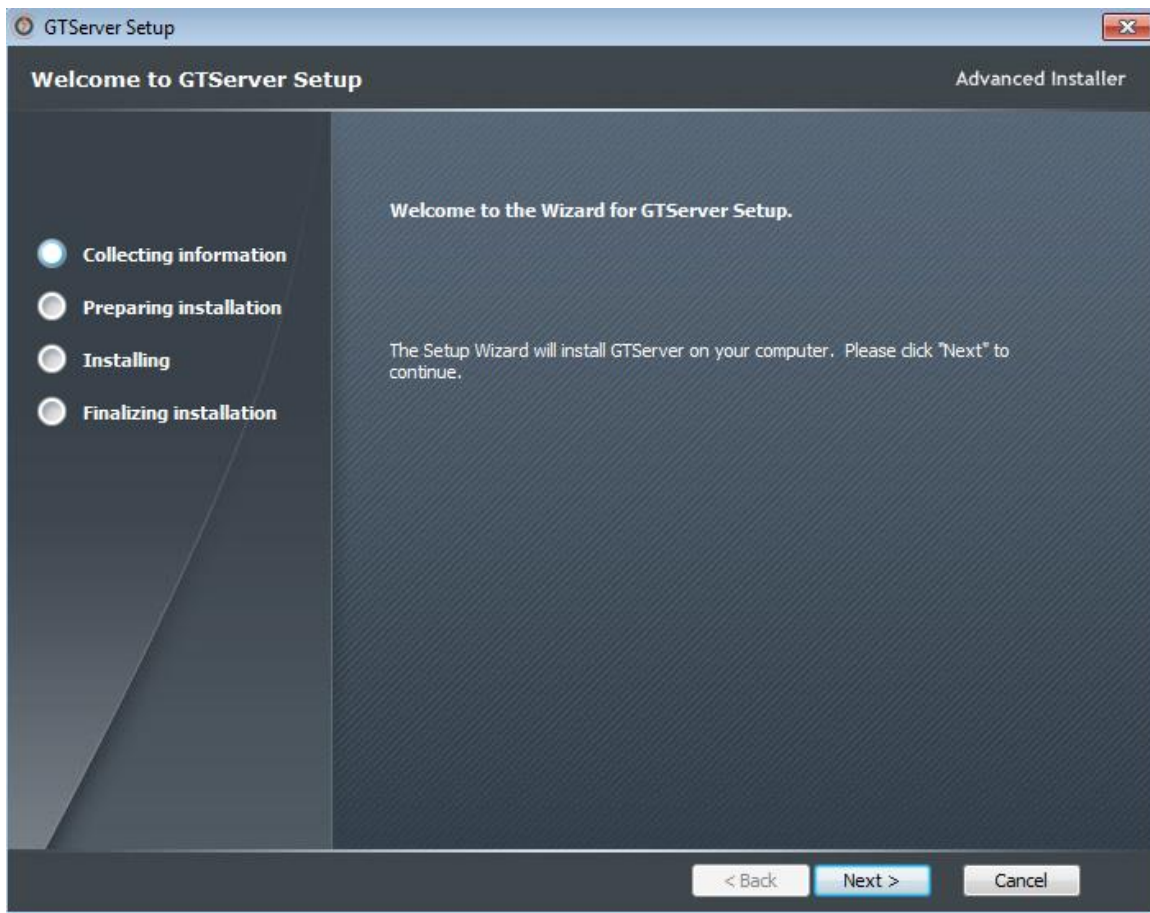 GTServer Setup
Welcome to GTServer Setup
Advanced Installer
Collecting information
Preparing installation
Installing
Finalizing installation
Welcome to the Wizard for GTServer Setup.
The Setup Wizard will install GTServer on your computer.  Please click "Next" to
continue.
< Back
Next >
Cancel